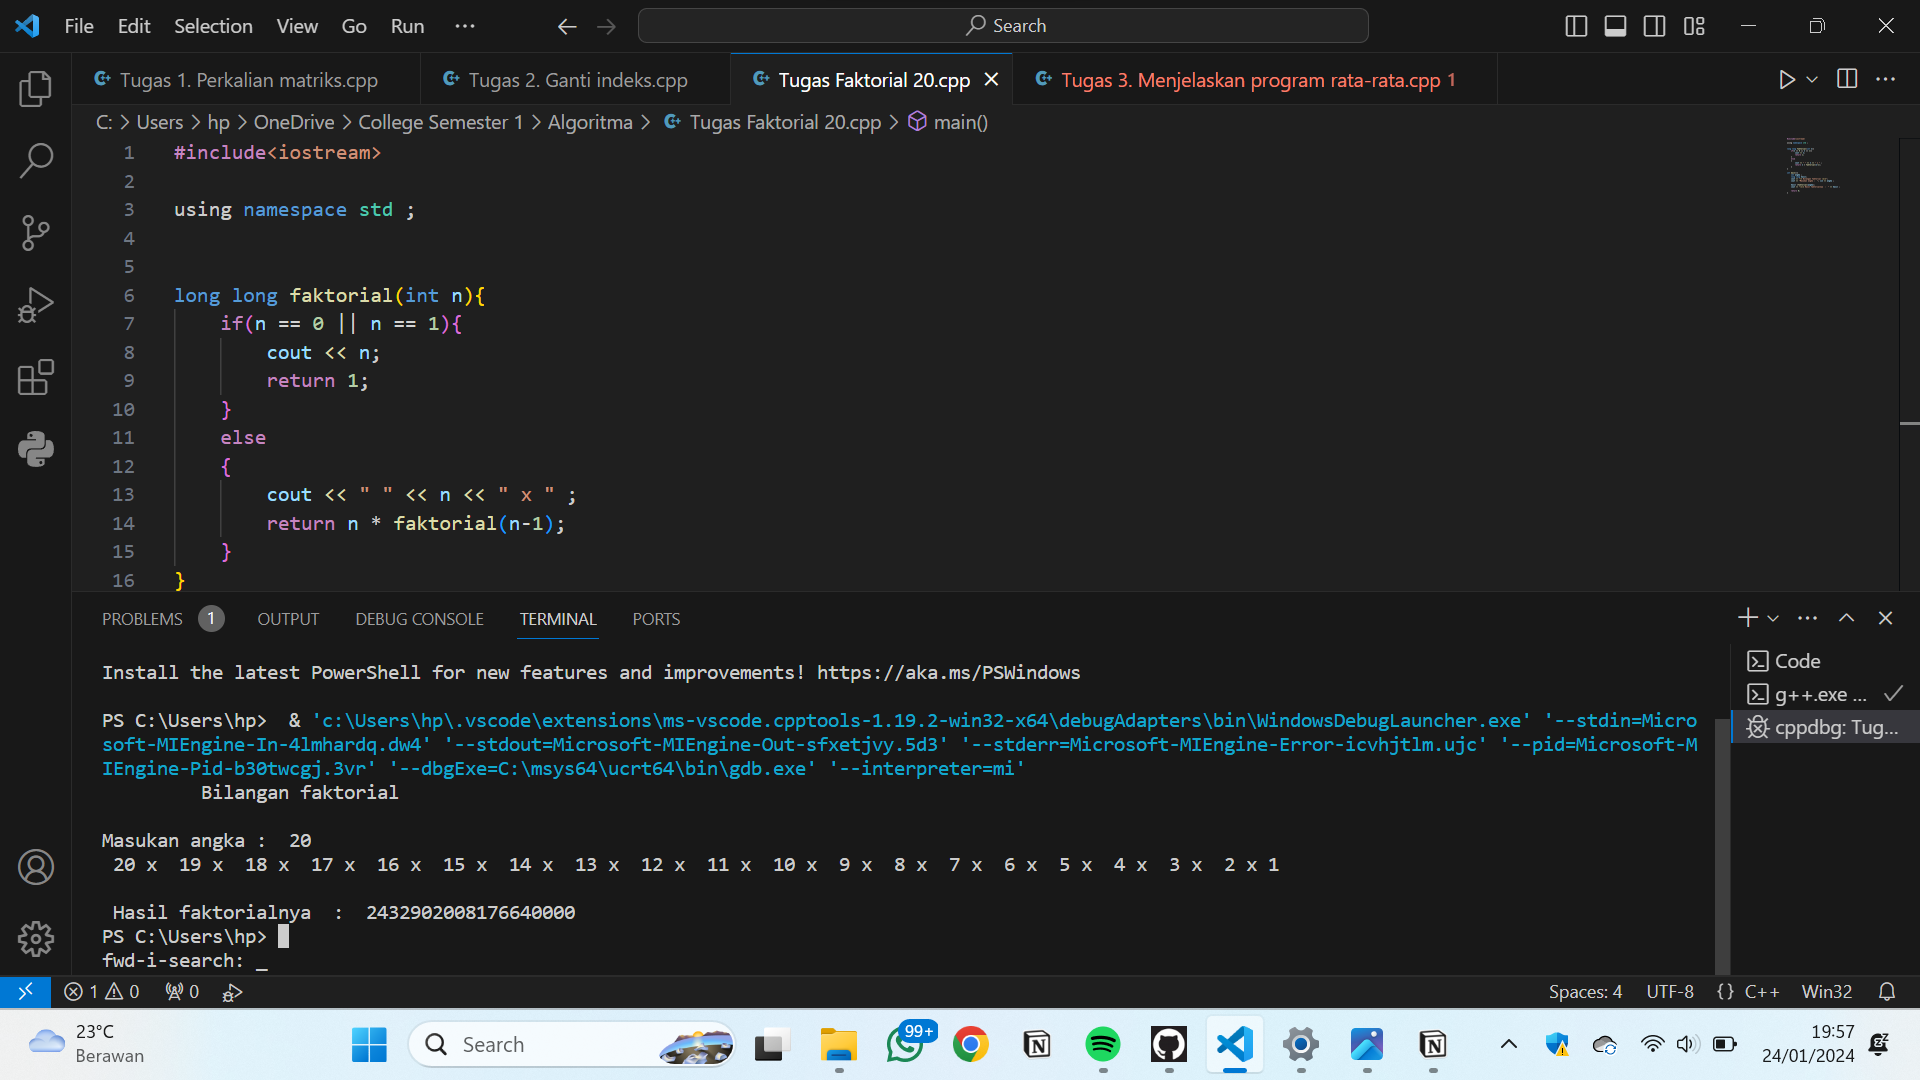 File Edit Selection View Go Run ··· Search
Tugas 1. Perkalian matriks.cpp Tugas 2. Ganti indeks.cpp Tugas Faktorial 20.cpp Tugas 3. Menjelaskan program rata-rata.cpp 1
C: > Users > hp > OneDrive > College Semester 1 > Algoritma > Tugas Faktorial 20.cpp > main()
1 #include<iostream>
2
3 using namespace std ;
4
5
6 long long faktorial(int n){
7 if(n == 0 || n == 1){
8 cout << n;
9 return 1;
10 }
11 else
12 {
13 cout << " " << n << " x " ;
14 return n * faktorial(n-1);
15 }
16 }
PROBLEMS 1 OUTPUT DEBUG CONSOLE TERMINAL PORTS
Install the latest PowerShell for new features and improvements! https://aka.ms/PSWindows
PS C:\Users\hp>  & 'c:\Users\hp\.vscode\extensions\ms-vscode.cpptools-1.19.2-win32-x64\debugAdapters\bin\WindowsDebugLauncher.exe' '--stdin=Micro
soft-MIEngine-In-4lmhardq.dw4' '--stdout=Microsoft-MIEngine-Out-sfxetjvy.5d3' '--stderr=Microsoft-MIEngine-Error-icvhjtlm.ujc' '--pid=Microsoft-M
IEngine-Pid-b30twcgj.3vr' '--dbgExe=C:\msys64\ucrt64\bin\gdb.exe' '--interpreter=mi'
Bilangan faktorial
Masukan angka :  20
20 x  19 x  18 x  17 x  16 x  15 x  14 x  13 x  12 x  11 x  10 x  9 x  8 x  7 x  6 x  5 x  4 x  3 x  2 x 1
Hasil faktorialnya  :  2432902008176640000
PS C:\Users\hp>
fwd-i-search: _
Code
g++.exe ...
cppdbg: Tug...
1 0 0 Spaces: 4 UTF-8 {} C++ Win32
23°C
Berawan
Search
99+
19:57
24/01/2024